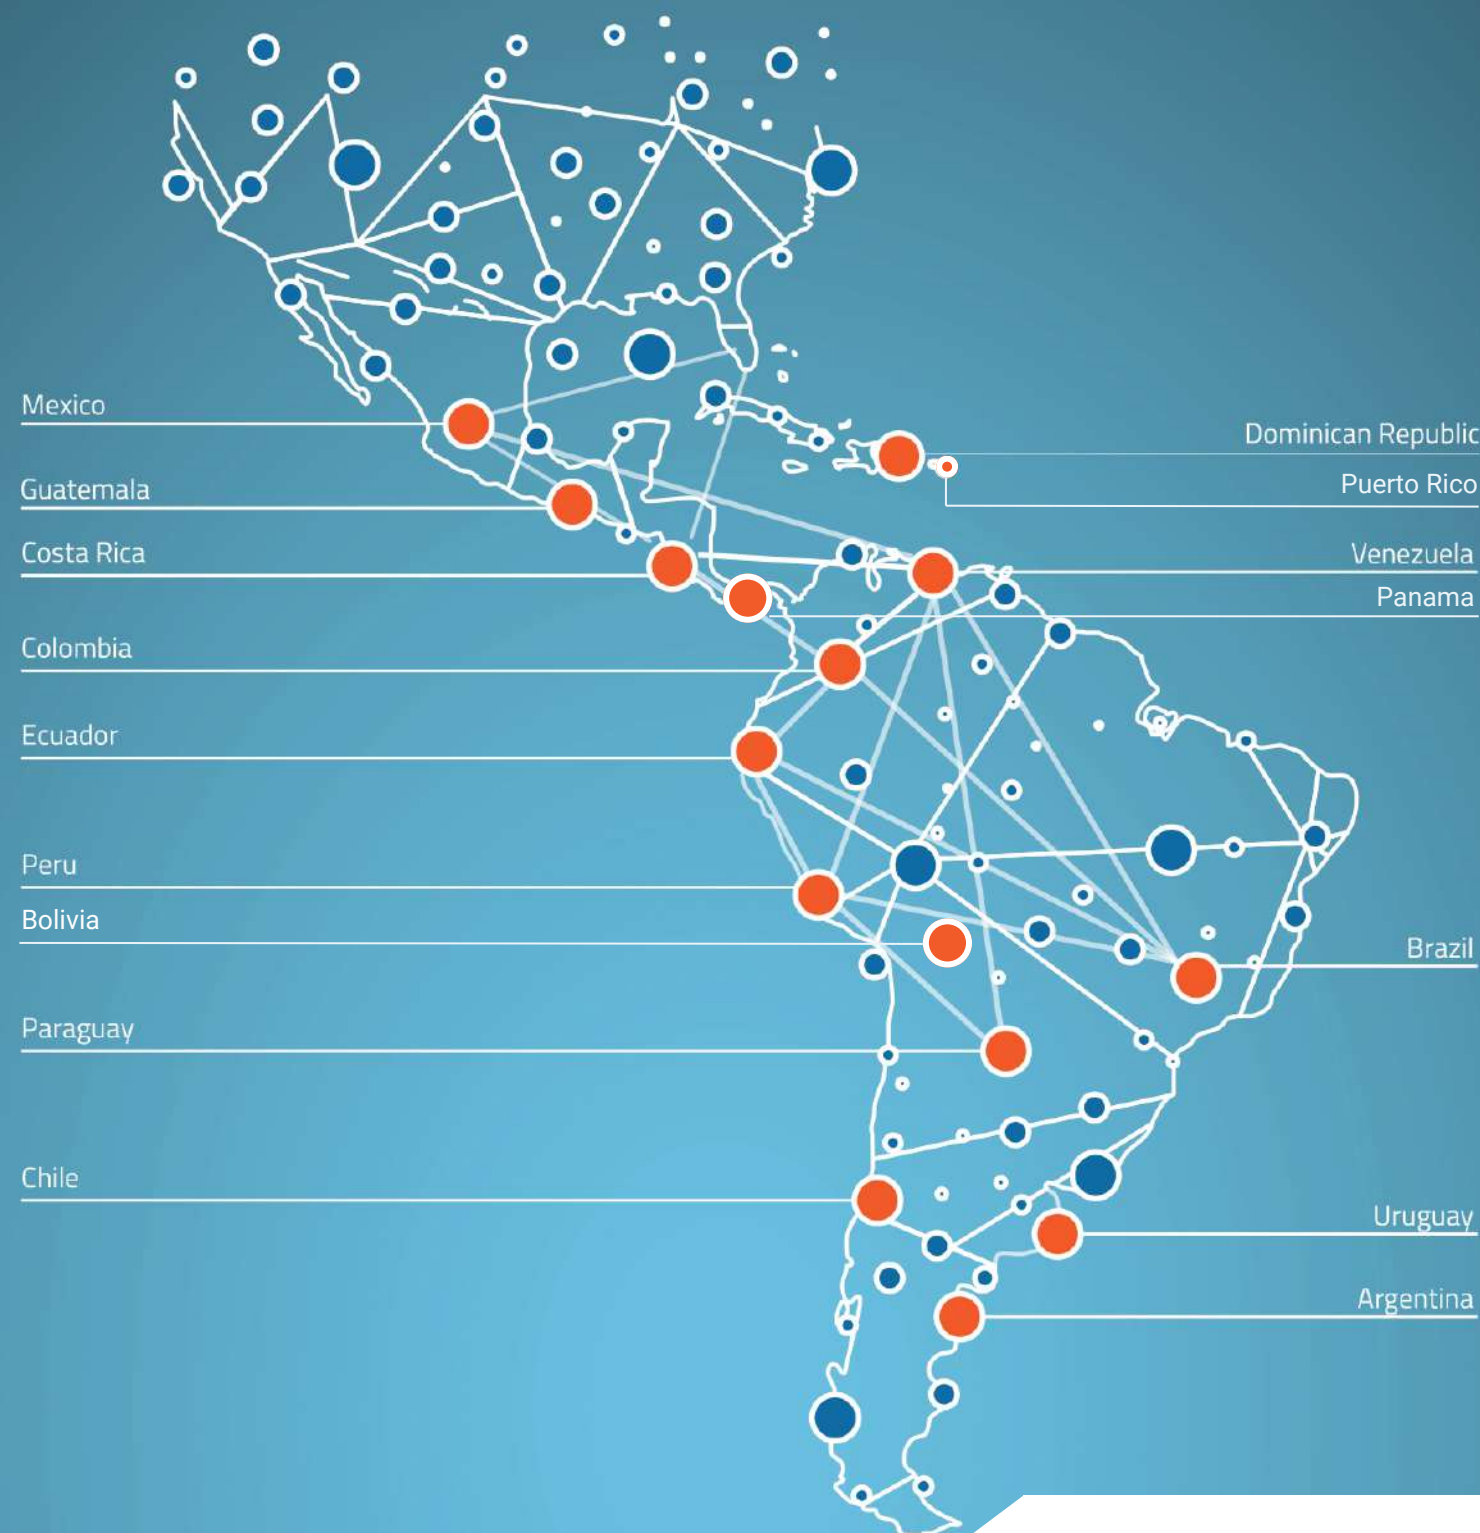 Mexico
Guatemala
Costa Rica
Colombia
Ecuador
Peru
Bolivia
Paraguay
Chile
Dominican Republic
Puerto Rico
Venezuela
Panama
Brazil
Uruguay
Argentina